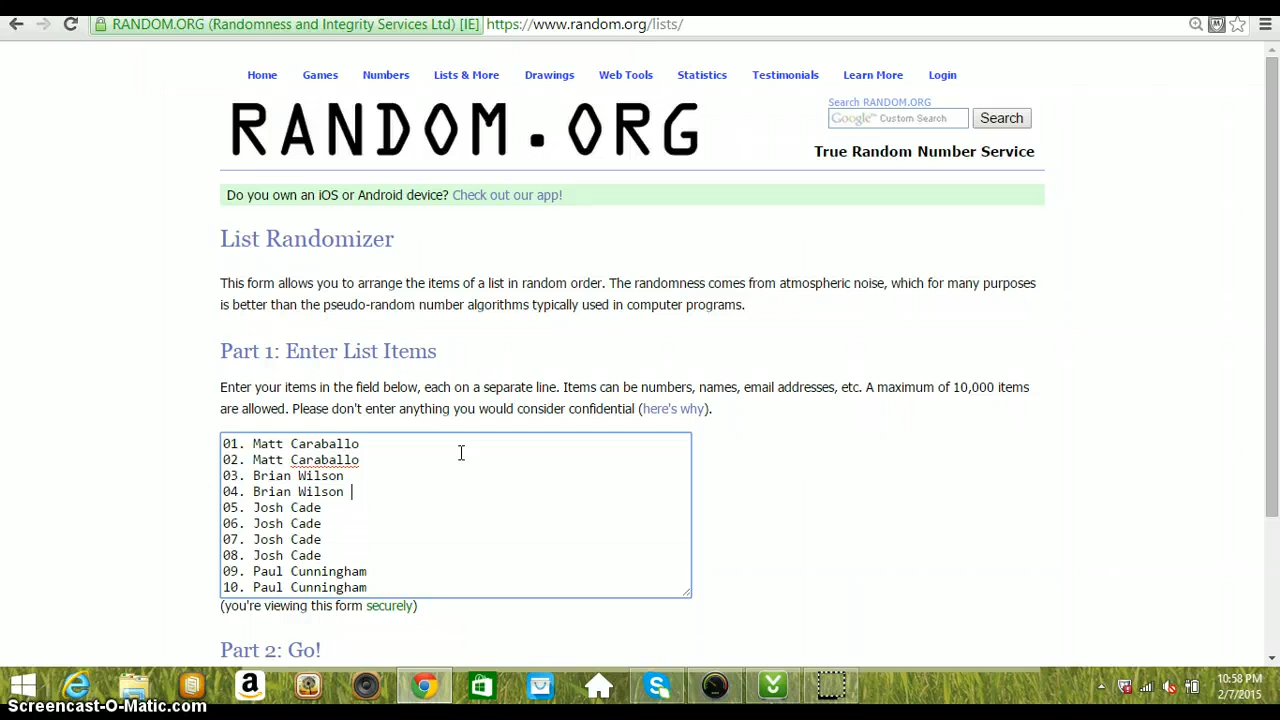 RANDOM.ORG (Randomness and Integrity Services Ltd) [IE] https://www.random.org/lists/
Home Games Numbers Lists & More Drawings Web Tools Statistics Testimonials Learn More Login
RANDOM.ORG
Search RANDOM.ORG
Google™ Custom Search Search
True Random Number Service
Do you own an iOS or Android device? Check out our app!
List Randomizer
This form allows you to arrange the items of a list in random order. The randomness comes from atmospheric noise, which for many purposes
is better than the pseudo-random number algorithms typically used in computer programs.
Part 1: Enter List Items
Enter your items in the field below, each on a separate line. Items can be numbers, names, email addresses, etc. A maximum of 10,000 items
are allowed. Please don't enter anything you would consider confidential (here's why).
01. Matt Caraballo
02. Matt Caraballo
03. Brian Wilson
04. Brian Wilson
05. Josh Cade
06. Josh Cade
07. Josh Cade
08. Josh Cade
09. Paul Cunningham
10. Paul Cunningham
(you're viewing this form securely)
Part 2: Go!
10:58 PM
2/7/2015
Screencast-O-Matic.com